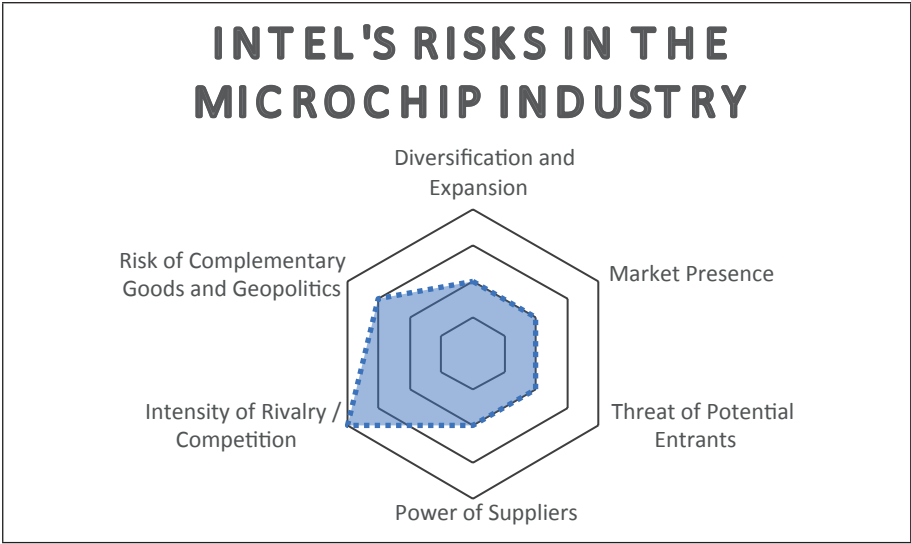 INTEL'S RISKS IN THE
MICROCHIP INDUSTRY
Diversification and
Expansion
Market Presence
Threat of Potential
Entrants
Power of Suppliers
Intensity of Rivalry /
Competition
Risk of Complementary
Goods and Geopolitics